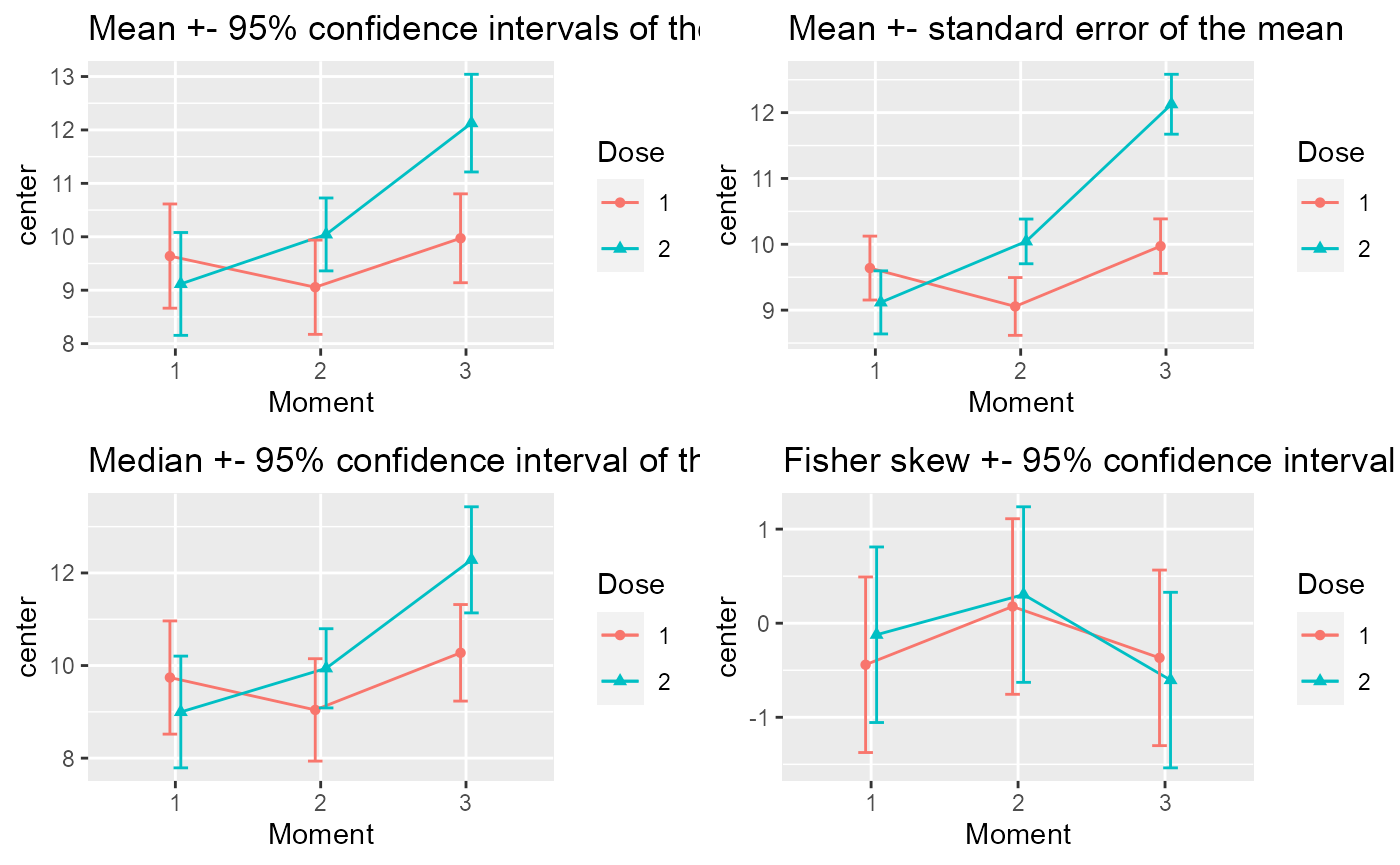 Mean +- 95% confidence intervals of the
13
12
11
10
9
8
center
1
2
3
Moment
Dose
1
2
Mean +- standard error of the mean
12
11
10
9
center
1
2
3
Moment
Dose
1
2
Median +- 95% confidence interval of th
12
10
8
center
1
2
3
Moment
Dose
1
2
Fisher skew +- 95% confidence interval
1
0
-1
center
1
2
3
Moment
Dose
1
2